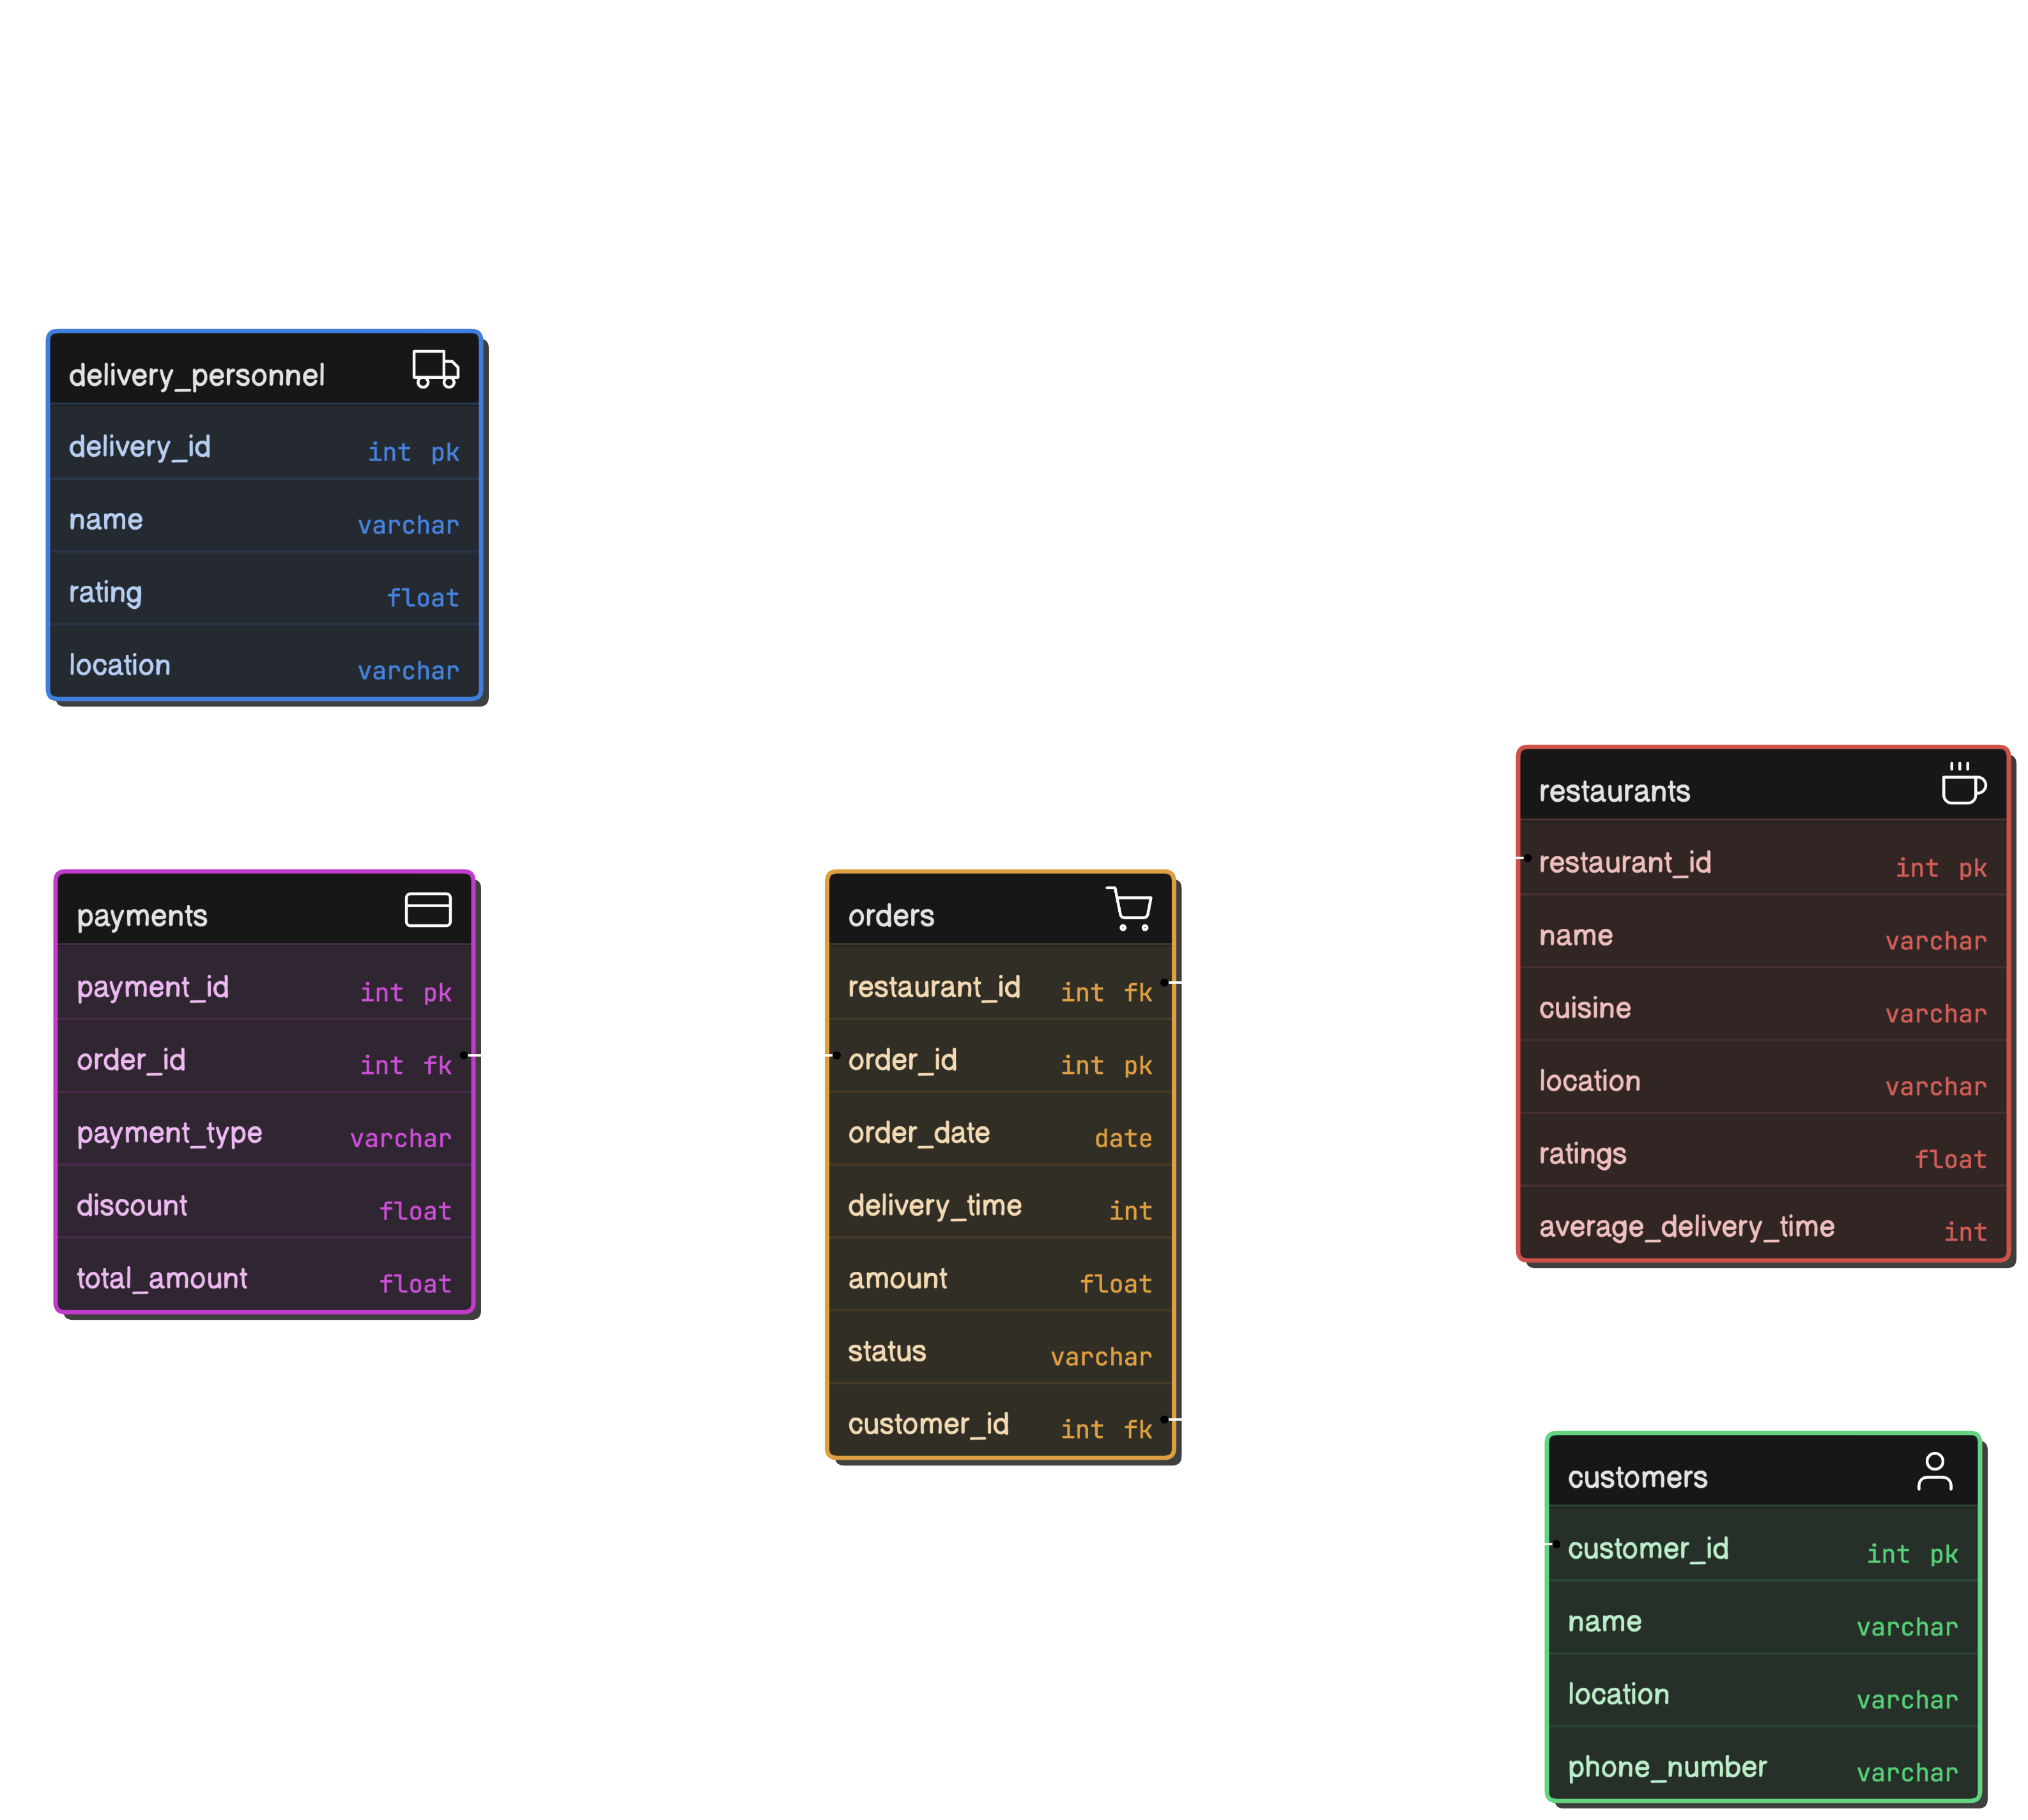 delivery_personnel
delivery_id int pk
name varchar
rating float
location varchar
payments
payment_id int pk
order_id int fk
payment_type varchar
discount float
total_amount float
orders
restaurant_id int fk
order_id int pk
order_date date
delivery_time int
amount float
status varchar
customer_id int fk
restaurants
restaurant_id int pk
name varchar
cuisine varchar
location varchar
ratings float
average_delivery_time int
customers
customer_id int pk
name varchar
location varchar
phone_number varchar